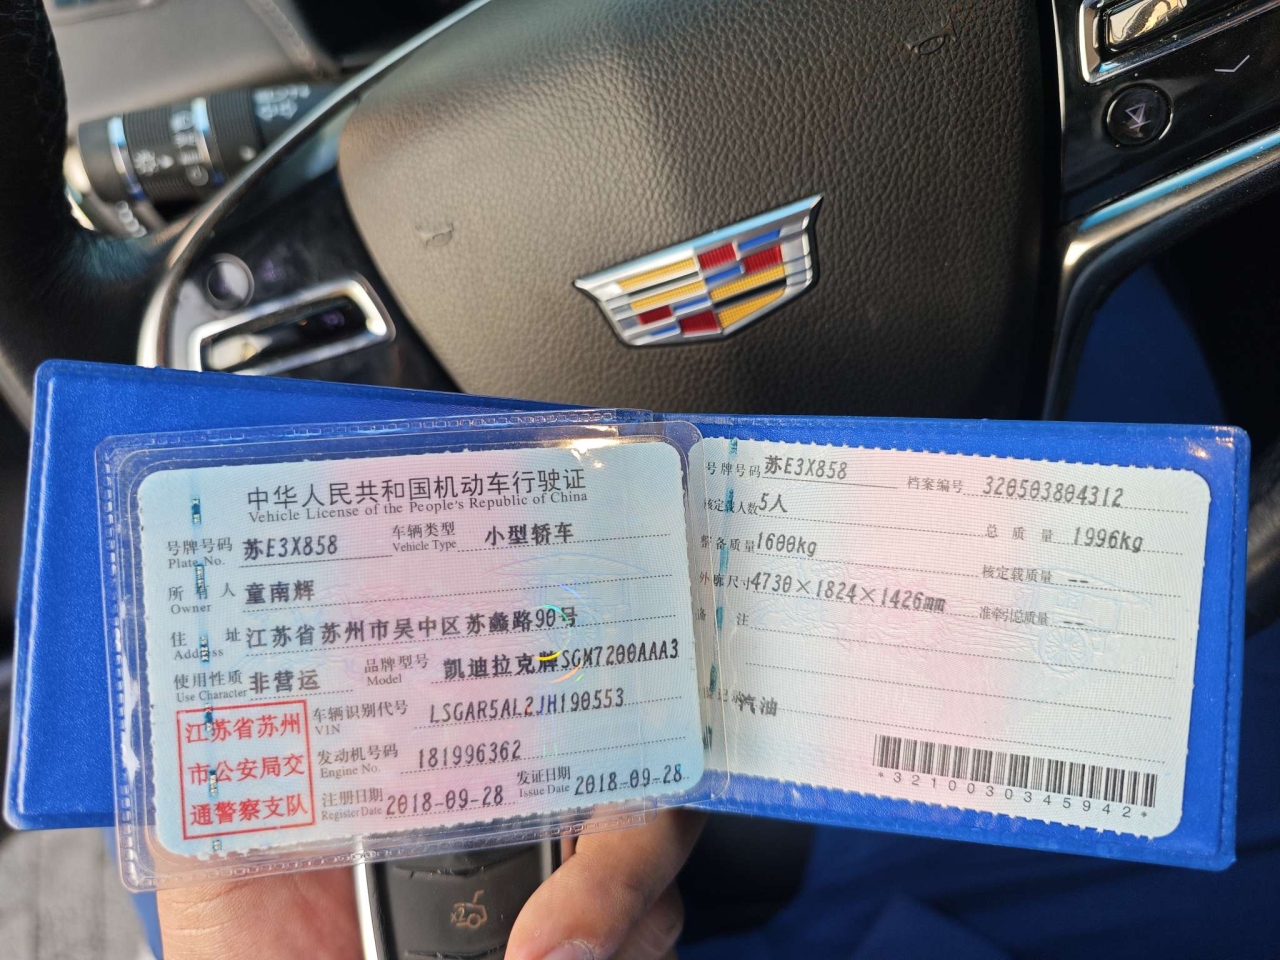 中华人民共和国机动车行驶证
Vehicle License of the People's Republic of China
号牌号码 苏E3X858 车辆类型 小型轿车
Plate No. Vehicle Type
所有人 童南辉
Owner
住址 江苏省苏州市吴中区苏蠡路90号
Address
使用性质 非营运 品牌型号 凯迪拉克牌SGM7200AAA3
Use Character Model
车辆识别代号 LSGAR5AL2JH190553
VIN
发动机号码 181996362
Engine No.
注册日期 2018-09-28 发证日期 2018-09-28
Register Date Issue Date
江苏省苏州
市公安局交
通警察支队
号牌号码 苏E3X858 档案编号 320503804312
核定载人数 5人 总质量 1996kg
整备质量 1600kg 核定载质量 --
外廓尺寸 4730×1824×1426mm 准牵引总质量 --
备注
汽油
*3210030345942*
x2